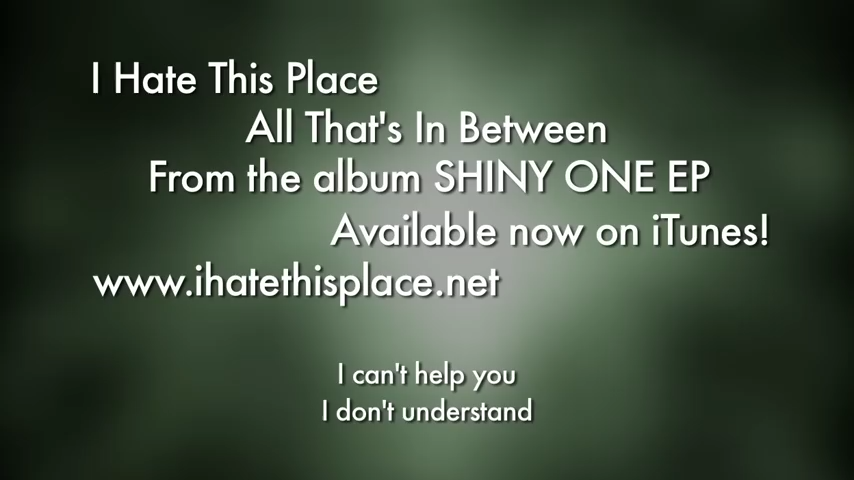 I Hate This Place
All That's In Between
From the album SHINY ONE EP
Available now on iTunes!
www.ihatethisplace.net
I can't help you
I don't understand